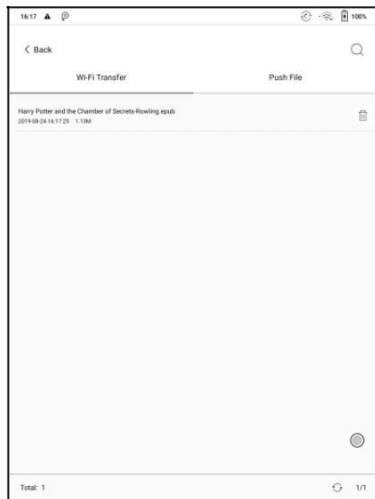 16:17 100%
Back
Wi-Fi Transfer Push File
Harry Potter and the Chamber of Secrets-Rowling.epub
2019-08-24 16:17:25 1.10M
Total: 1 1/1